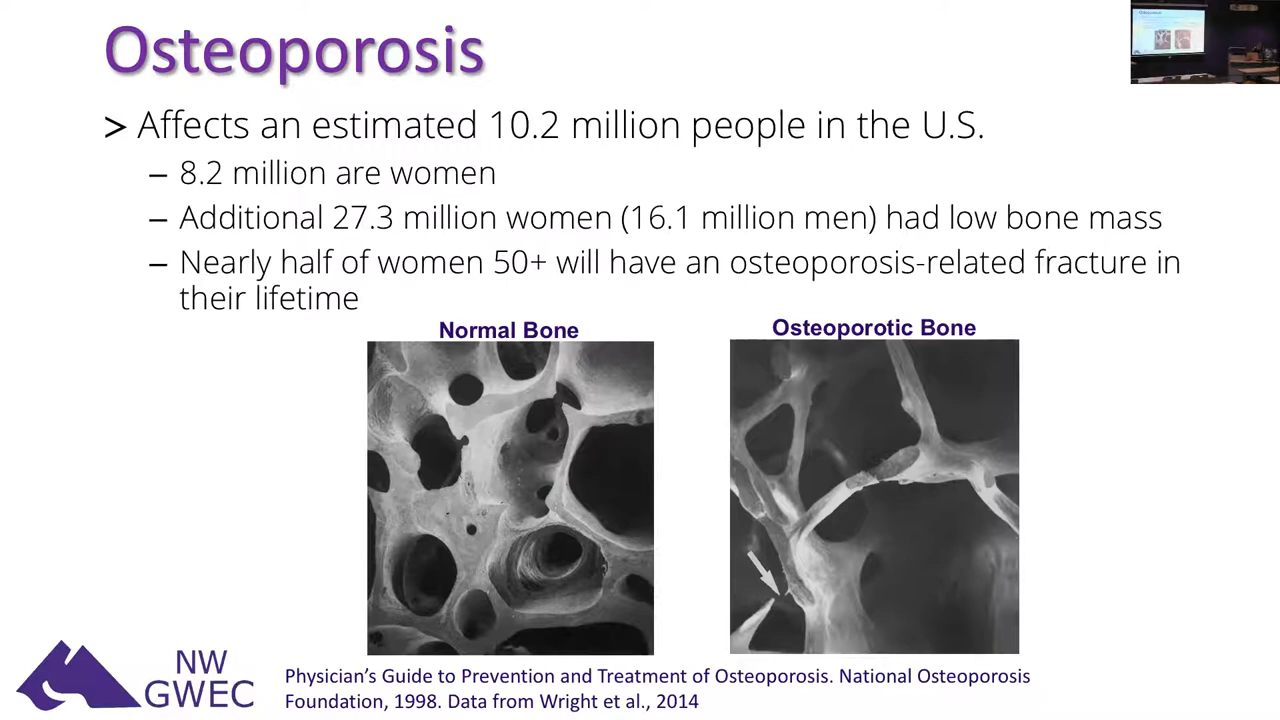 Osteoporosis
> Affects an estimated 10.2 million people in the U.S.
– 8.2 million are women
– Additional 27.3 million women (16.1 million men) had low bone mass
– Nearly half of women 50+ will have an osteoporosis-related fracture in
their lifetime
Normal Bone
Osteoporotic Bone
NW
GWEC
Physician's Guide to Prevention and Treatment of Osteoporosis. National Osteoporosis
Foundation, 1998. Data from Wright et al., 2014